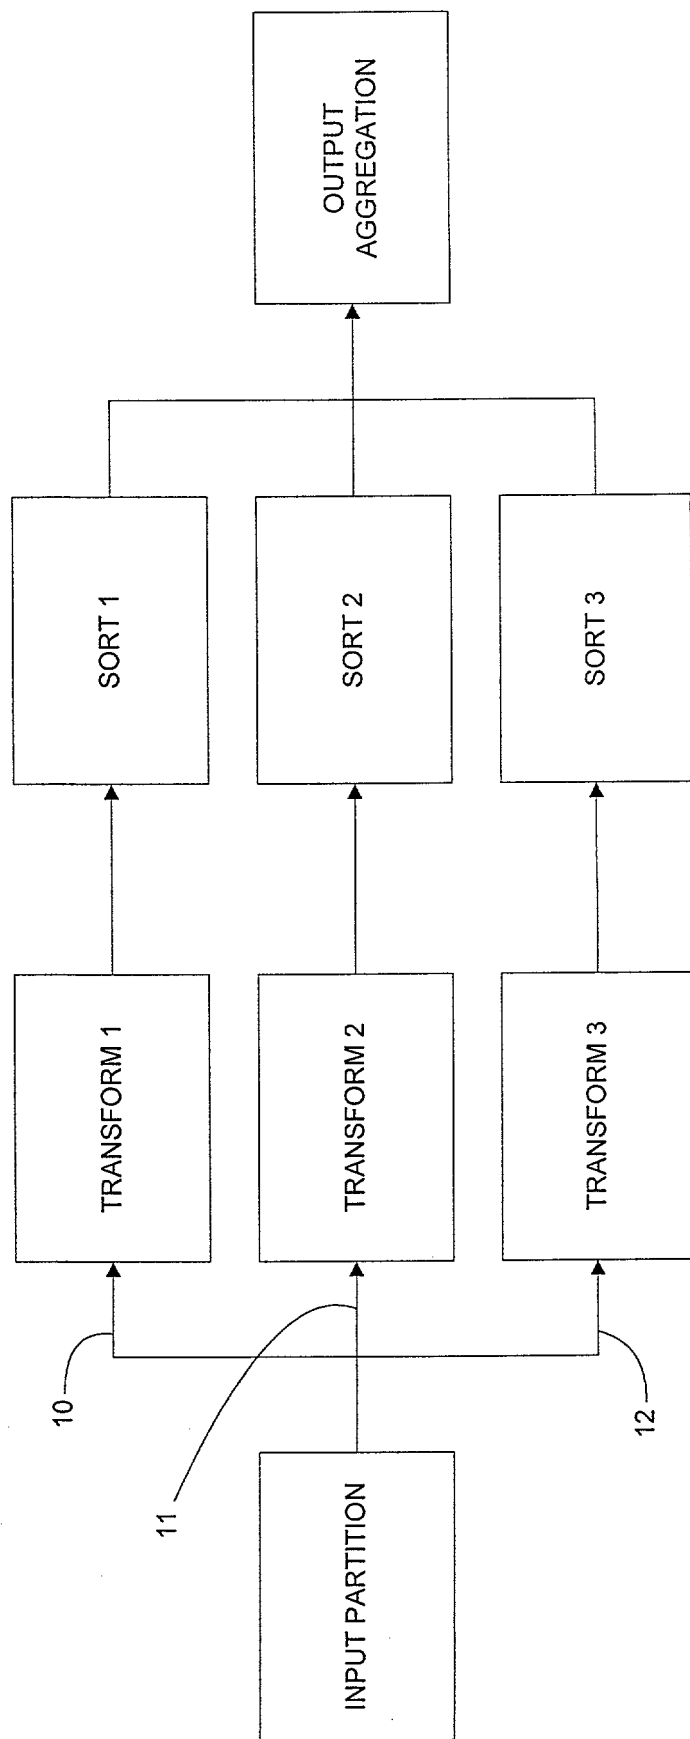 INPUT PARTITION
10
11
12
TRANSFORM 1
TRANSFORM 2
TRANSFORM 3
SORT 1
SORT 2
SORT 3
OUTPUT
AGGREGATION